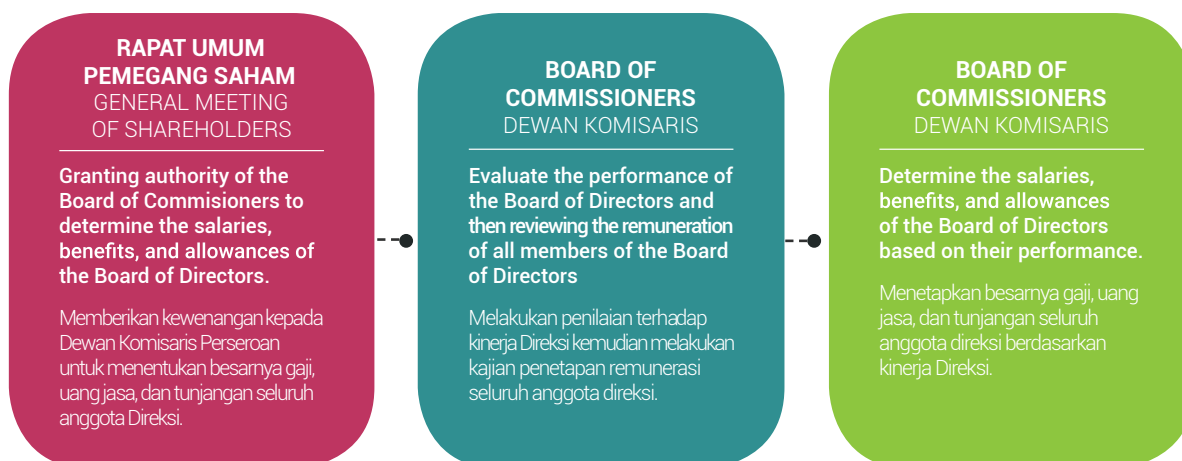 RAPAT UMUM
PEMEGANG SAHAM
GENERAL MEETING
OF SHAREHOLDERS
Granting authority of the
Board of Commisioners to
determine the salaries,
benefits, and allowances of
the Board of Directors.
Memberikan kewenangan kepada
Dewan Komisaris Perseroan
untuk menentukan besarnya gaji,
uang jasa, dan tunjangan seluruh
anggota Direksi.
BOARD OF
COMMISSIONERS
DEWAN KOMISARIS
Evaluate the performance of
the Board of Directors and
then reviewing the remuneration
of all members of the Board
of Directors
Melakukan penilaian terhadap
kinerja Direksi kemudian melakukan
kajian penetapan remunerasi
seluruh anggota direksi.
BOARD OF
COMMISSIONERS
DEWAN KOMISARIS
Determine the salaries,
benefits, and allowances
of the Board of Directors
based on their performance.
Menetapkan besarnya gaji, uang
jasa, dan tunjangan seluruh
anggota direksi berdasarkan
kinerja Direksi.